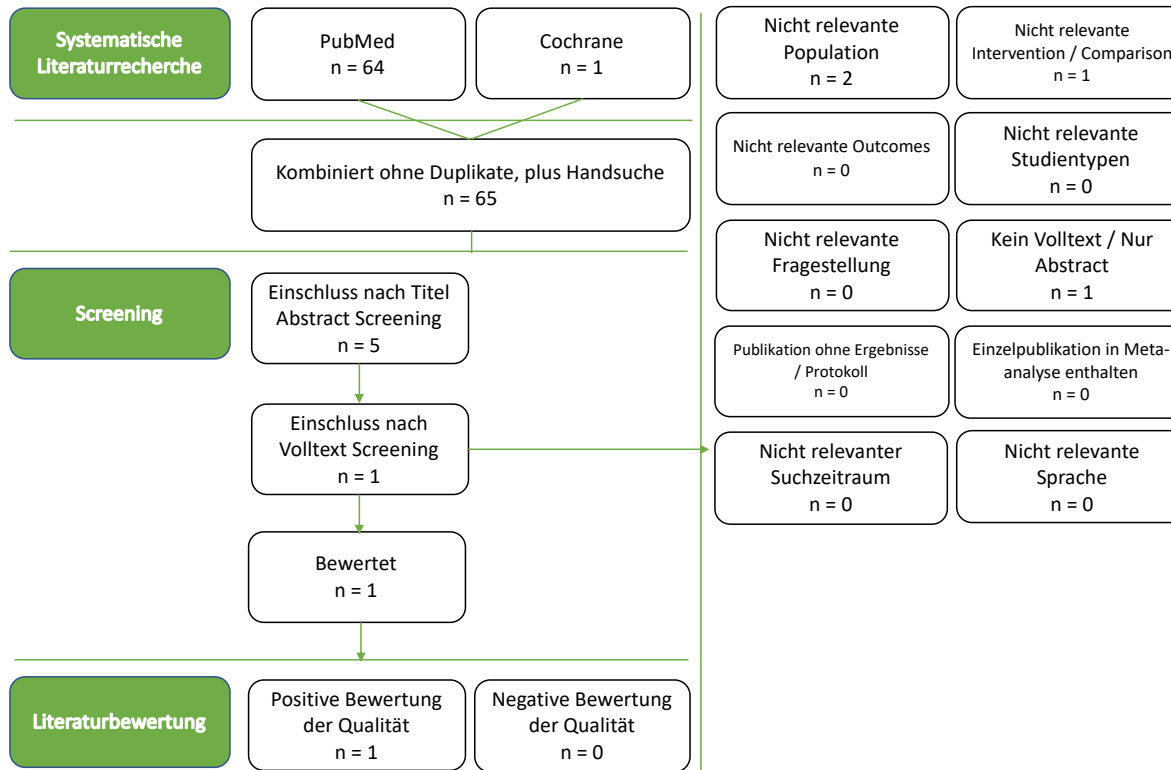 Systematische
Literaturrecherche
PubMed
n = 64
Cochrane
n = 1
Kombiniert ohne Duplikate, plus Handsuche
n = 65
Screening
Einschluss nach Titel
Abstract Screening
n = 5
Einschluss nach
Volltext Screening
n = 1
Bewertet
n = 1
Literaturbewertung
Positive Bewertung
der Qualität
n = 1
Negative Bewertung
der Qualität
n = 0
Nicht relevante
Population
n = 2
Nicht relevante
Intervention / Comparison
n = 1
Nicht relevante Outcomes
n = 0
Nicht relevante
Studientypen
n = 0
Nicht relevante
Fragestellung
n = 0
Kein Volltext / Nur
Abstract
n = 1
Publikation ohne Ergebnisse
/ Protokoll
n = 0
Einzelpublikation in Meta-
analyse enthalten
n = 0
Nicht relevanter
Suchzeitraum
n = 0
Nicht relevante
Sprache
n = 0